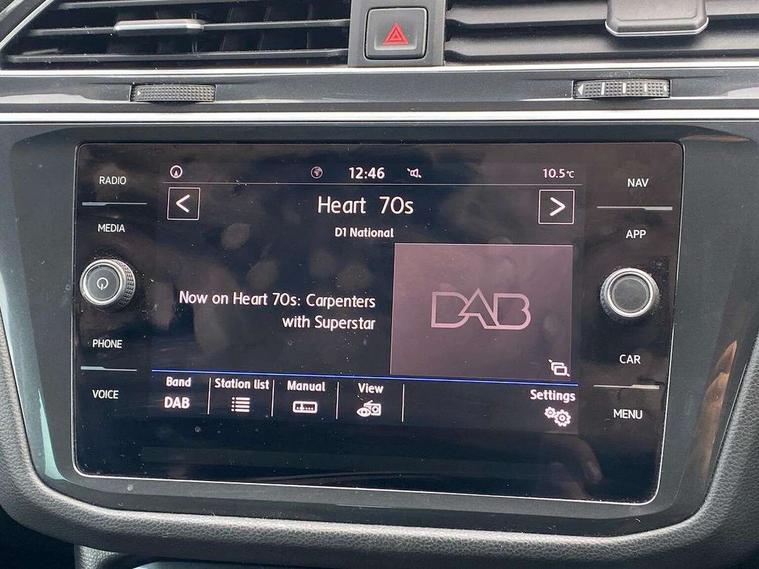 RADIO
MEDIA
PHONE
VOICE
12:46
10.5°C
Heart 70s
D1 National
Now on Heart 70s: Carpenters
with Superstar
DAB
Band
DAB
Station list
Manual
View
Settings
NAV
APP
CAR
MENU